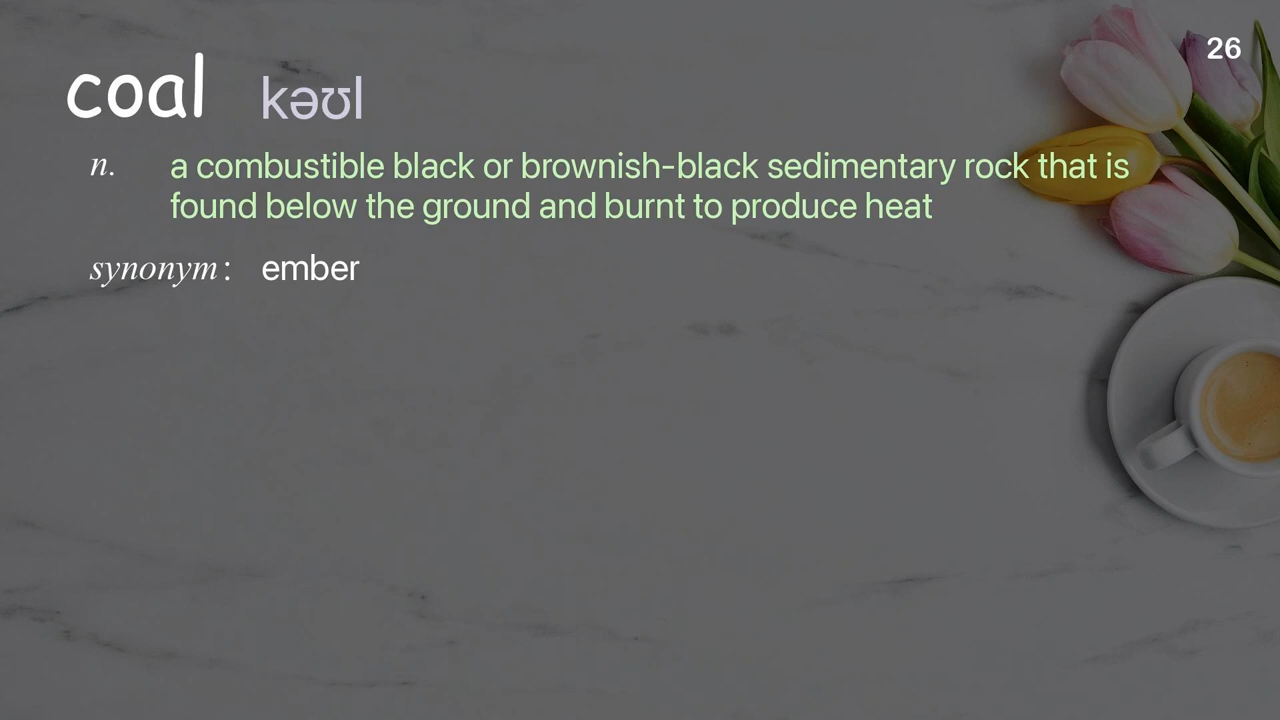 26
coal kəʊl
n. a combustible black or brownish-black sedimentary rock that is
found below the ground and burnt to produce heat
synonym: ember